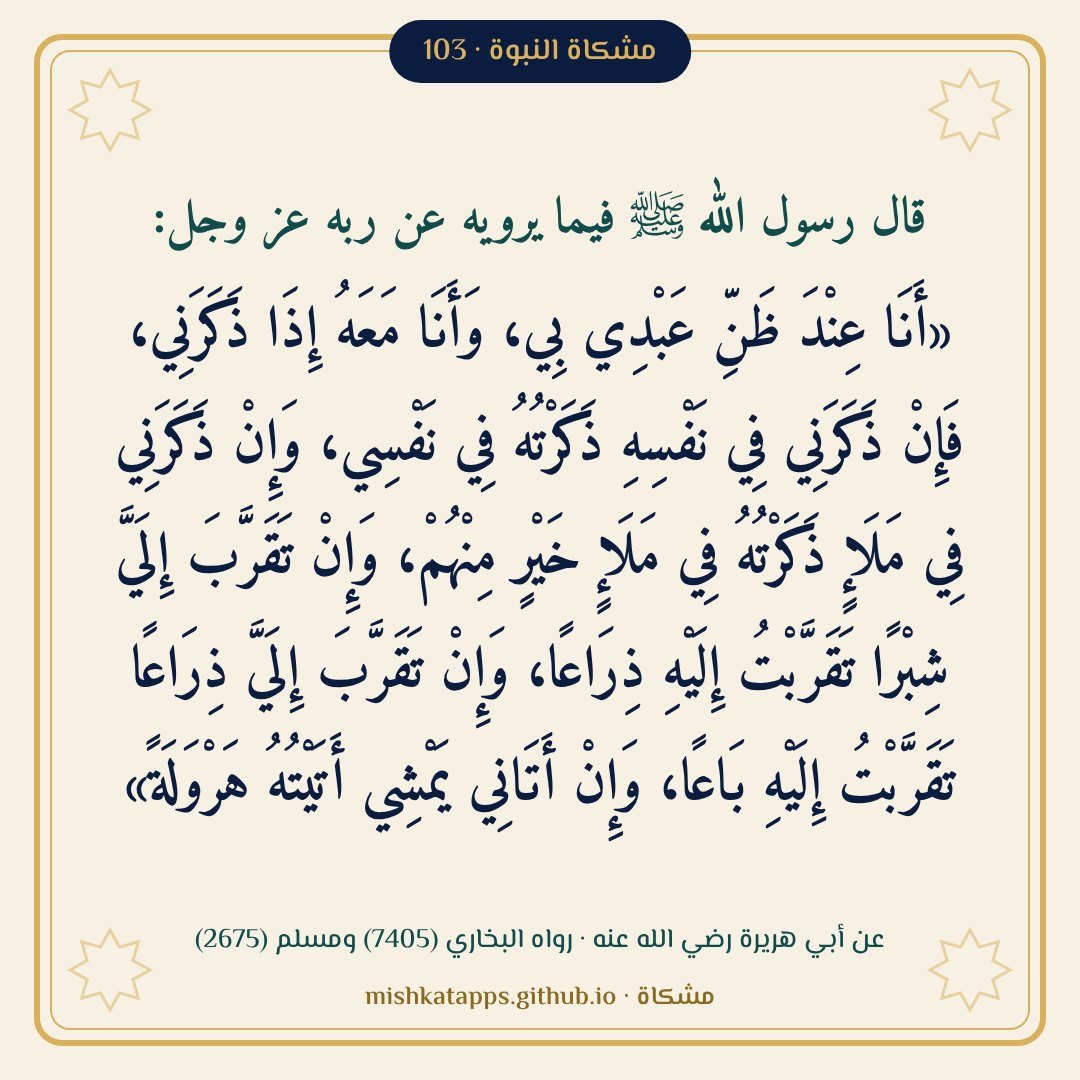 مشكاة النبوة · 103
قال رسول الله ﷺ فيما يرويه عن ربه عز وجل:
«أَنَا عِنْدَ ظَنِّ عَبْدِي بِي، وَأَنَا مَعَهُ إِذَا ذَكَرَنِي،
فَإِنْ ذَكَرَنِي فِي نَفْسِهِ ذَكَرْتُهُ فِي نَفْسِي، وَإِنْ ذَكَرَنِي
فِي مَلَإٍ ذَكَرْتُهُ فِي مَلَإٍ خَيْرٍ مِنْهُمْ، وَإِنْ تَقَرَّبَ إِلَيَّ
شِبْرًا تَقَرَّبْتُ إِلَيْهِ ذِرَاعًا، وَإِنْ تَقَرَّبَ إِلَيَّ ذِرَاعًا
تَقَرَّبْتُ إِلَيْهِ بَاعًا، وَإِنْ أَتَانِي يَمْشِي أَتَيْتُهُ هَرْوَلَةً»
عن أبي هريرة رضي الله عنه · رواه البخاري (7405) ومسلم (2675)
مشكاة · mishkatapps.github.io